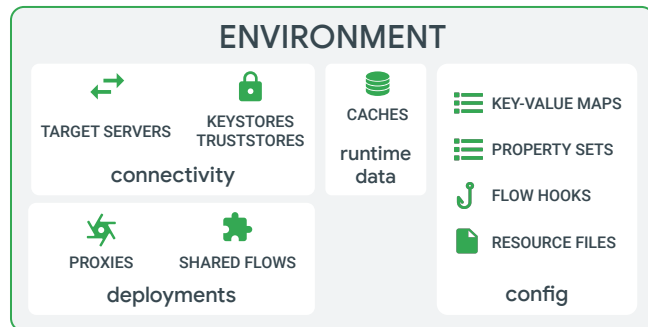 ENVIRONMENT
TARGET SERVERS
KEYSTORES
TRUSTSTORES
connectivity
CACHES
runtime
data
KEY-VALUE MAPS
PROPERTY SETS
FLOW HOOKS
RESOURCE FILES
config
PROXIES
SHARED FLOWS
deployments